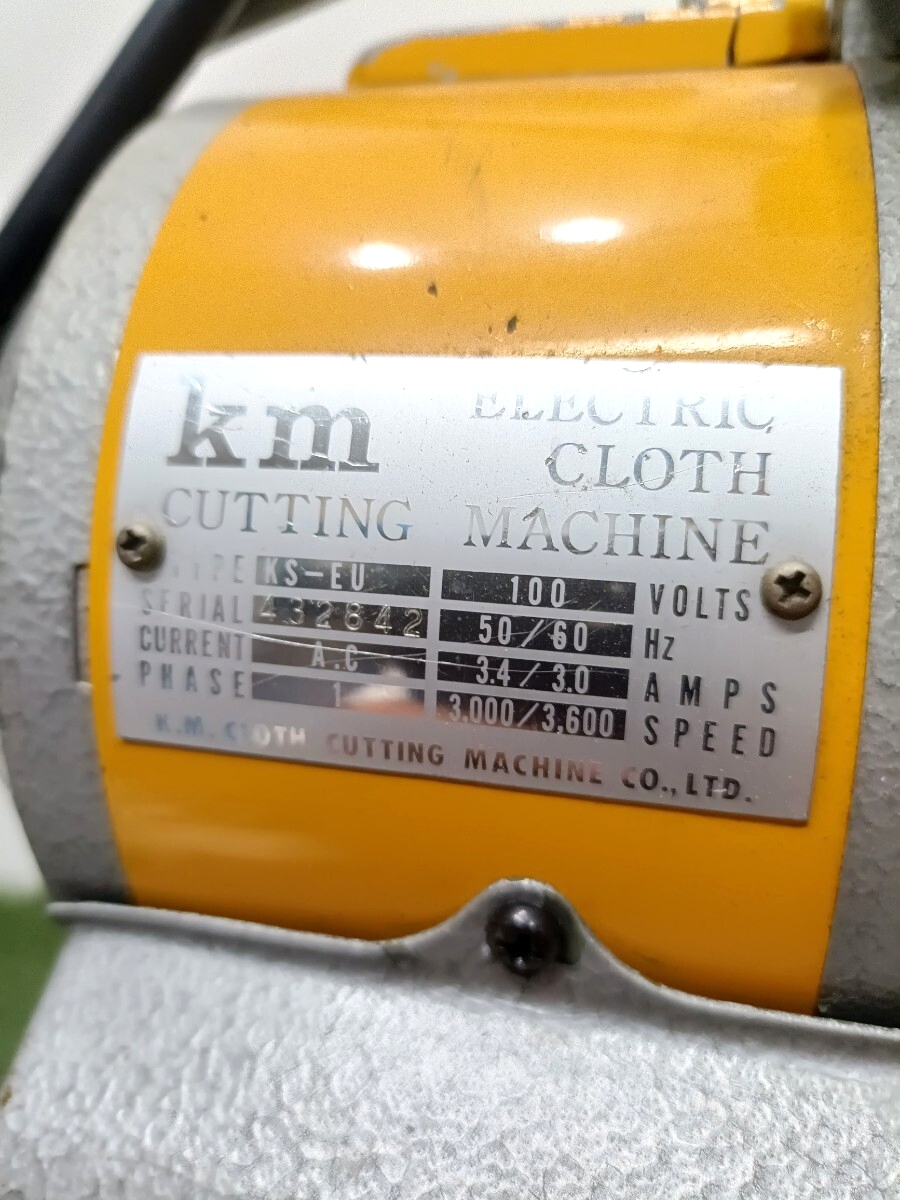 km ELECTRIC
CLOTH
CUTTING MACHINE
TYPE KS-EU 100 VOLTS
SERIAL 432842 50/60 Hz
CURRENT A.C 3.4/3.0 AMPS
PHASE 1 3.000/3,600 SPEED
K.M. CLOTH CUTTING MACHINE CO., LTD.